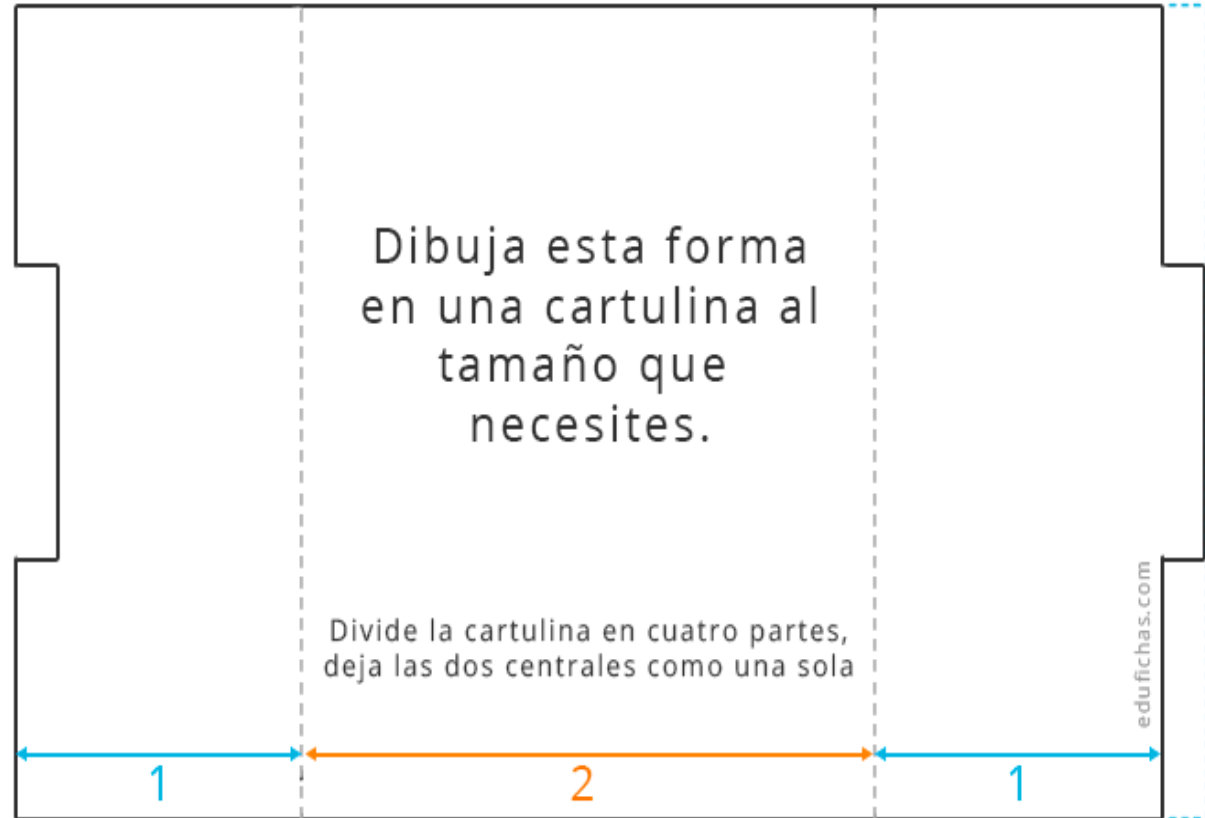 Dibuja esta forma
en una cartulina al
tamaño que
necesites.
Divide la cartulina en cuatro partes,
deja las dos centrales como una sola
edufichas.com
1
2
1